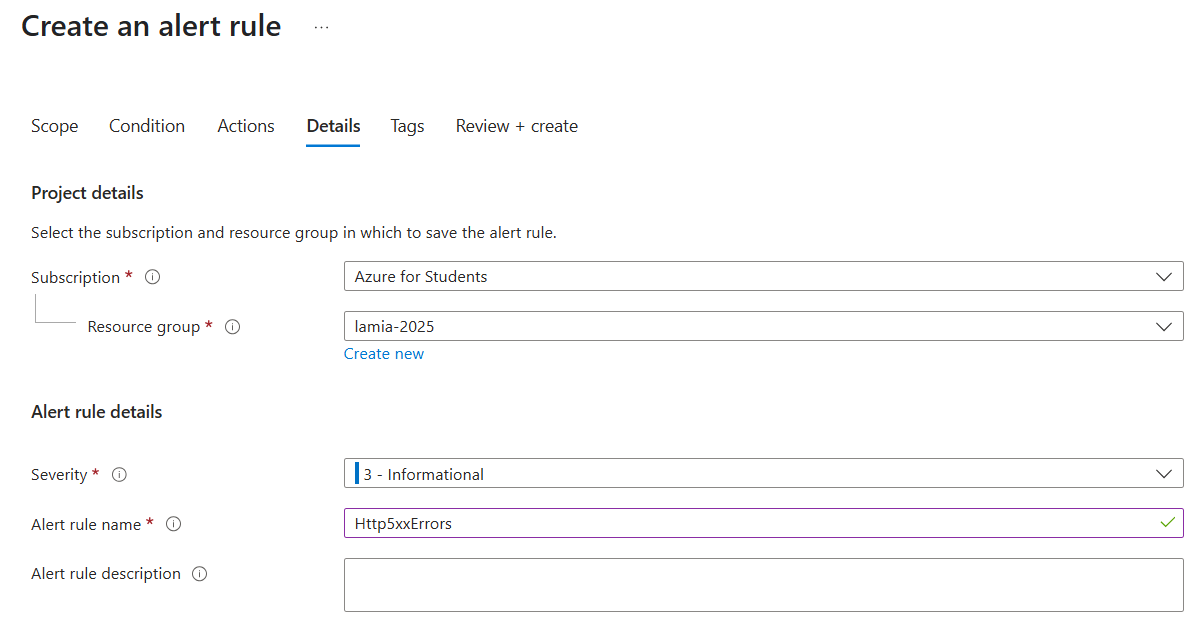 Create an alert rule ...
Scope Condition Actions Details Tags Review + create
Project details
Select the subscription and resource group in which to save the alert rule.
Subscription * Azure for Students
Resource group * lamia-2025
Create new
Alert rule details
Severity * 3 - Informational
Alert rule name * Http5xxErrors
Alert rule description